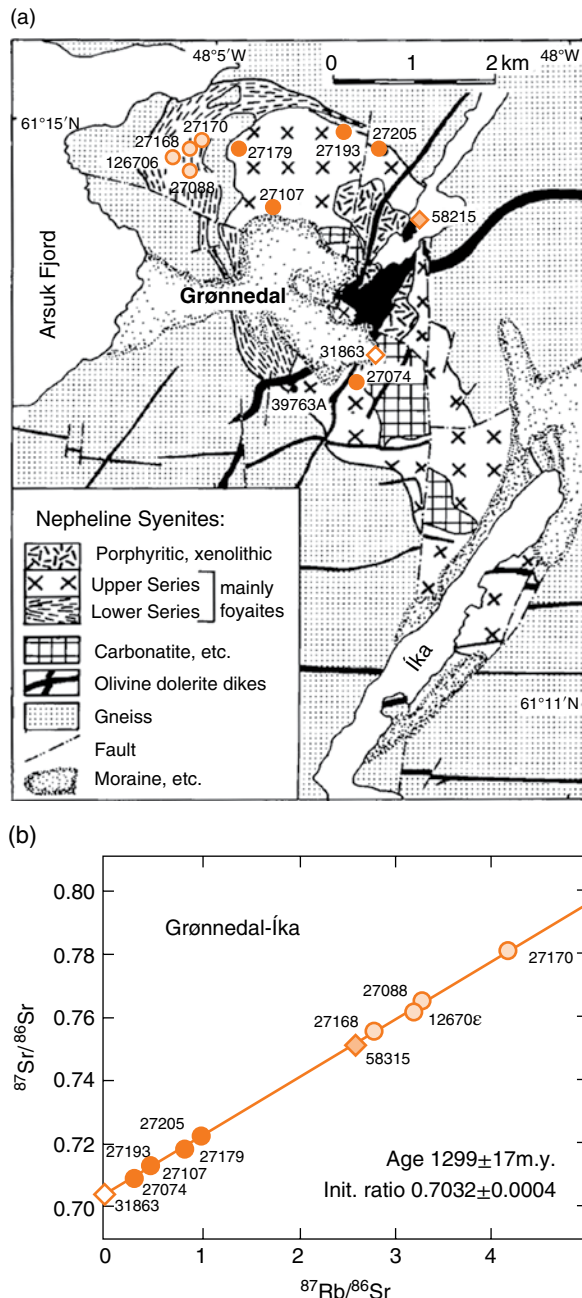 (a)
48°5′W
48°W
0 1 2 km
61°15′N
27170
27168
126706
27088
27179
27193
27205
27107
58215
Arsuk Fjord
Grønnedal
31863
27074
39763A
Nepheline Syenites:
Porphyritic, xenolithic
Upper Series
Lower Series
mainly
foyaites
Carbonatite, etc.
Olivine dolerite dikes
Gneiss
Fault
Moraine, etc.
Íka
61°11′N
(b)
0.80
0.78
0.76
0.74
0.72
0.70
87Sr/86Sr
Grønnedal-Íka
27170
27088
27168
12670ε
58315
27205
27193
27179
27107
27074
31863
Age 1299±17m.y.
Init. ratio 0.7032±0.0004
0 1 2 3 4
87Rb/86Sr